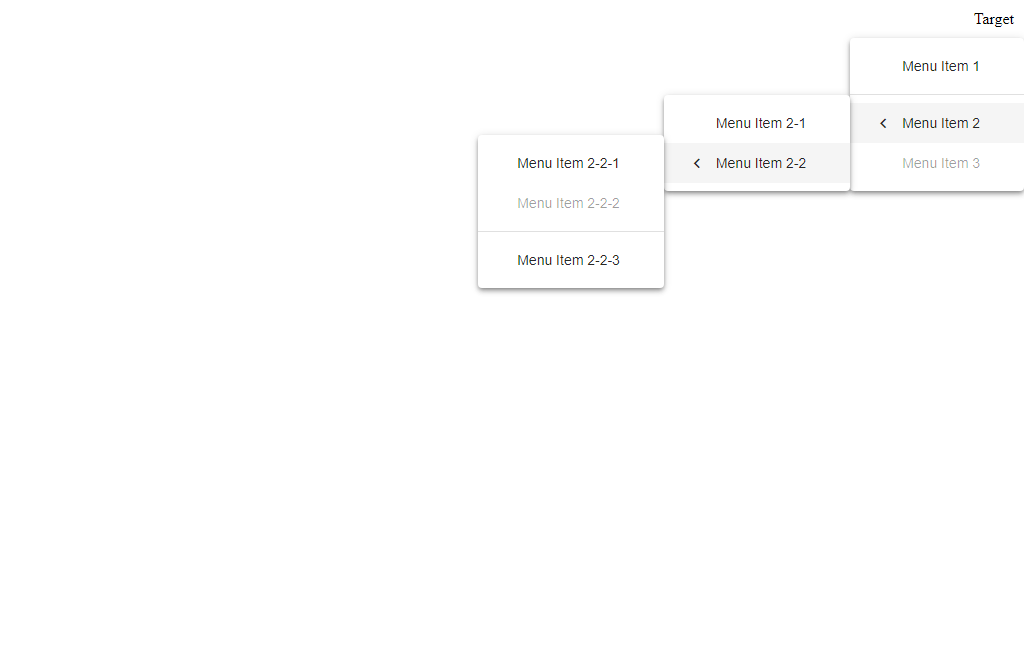 Target
Menu Item 1
Menu Item 2
Menu Item 3
Menu Item 2-1
Menu Item 2-2
Menu Item 2-2-1
Menu Item 2-2-2
Menu Item 2-2-3